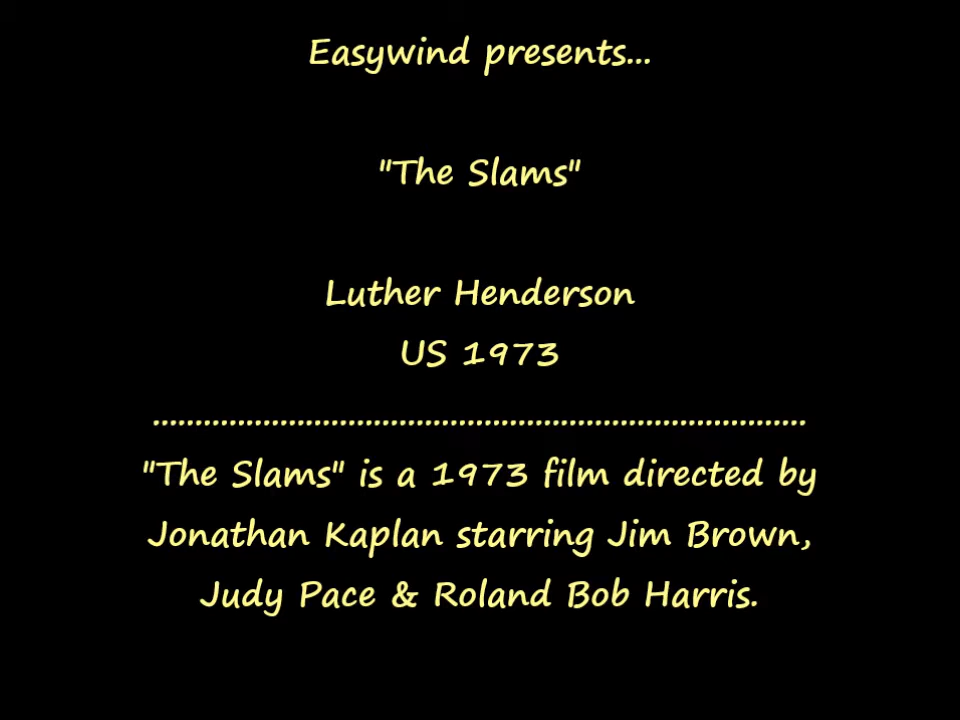 Easywind presents...
"The Slams"
Luther Henderson
US 1973
................................................................................
"The Slams" is a 1973 film directed by
Jonathan Kaplan starring Jim Brown,
Judy Pace & Roland Bob Harris.